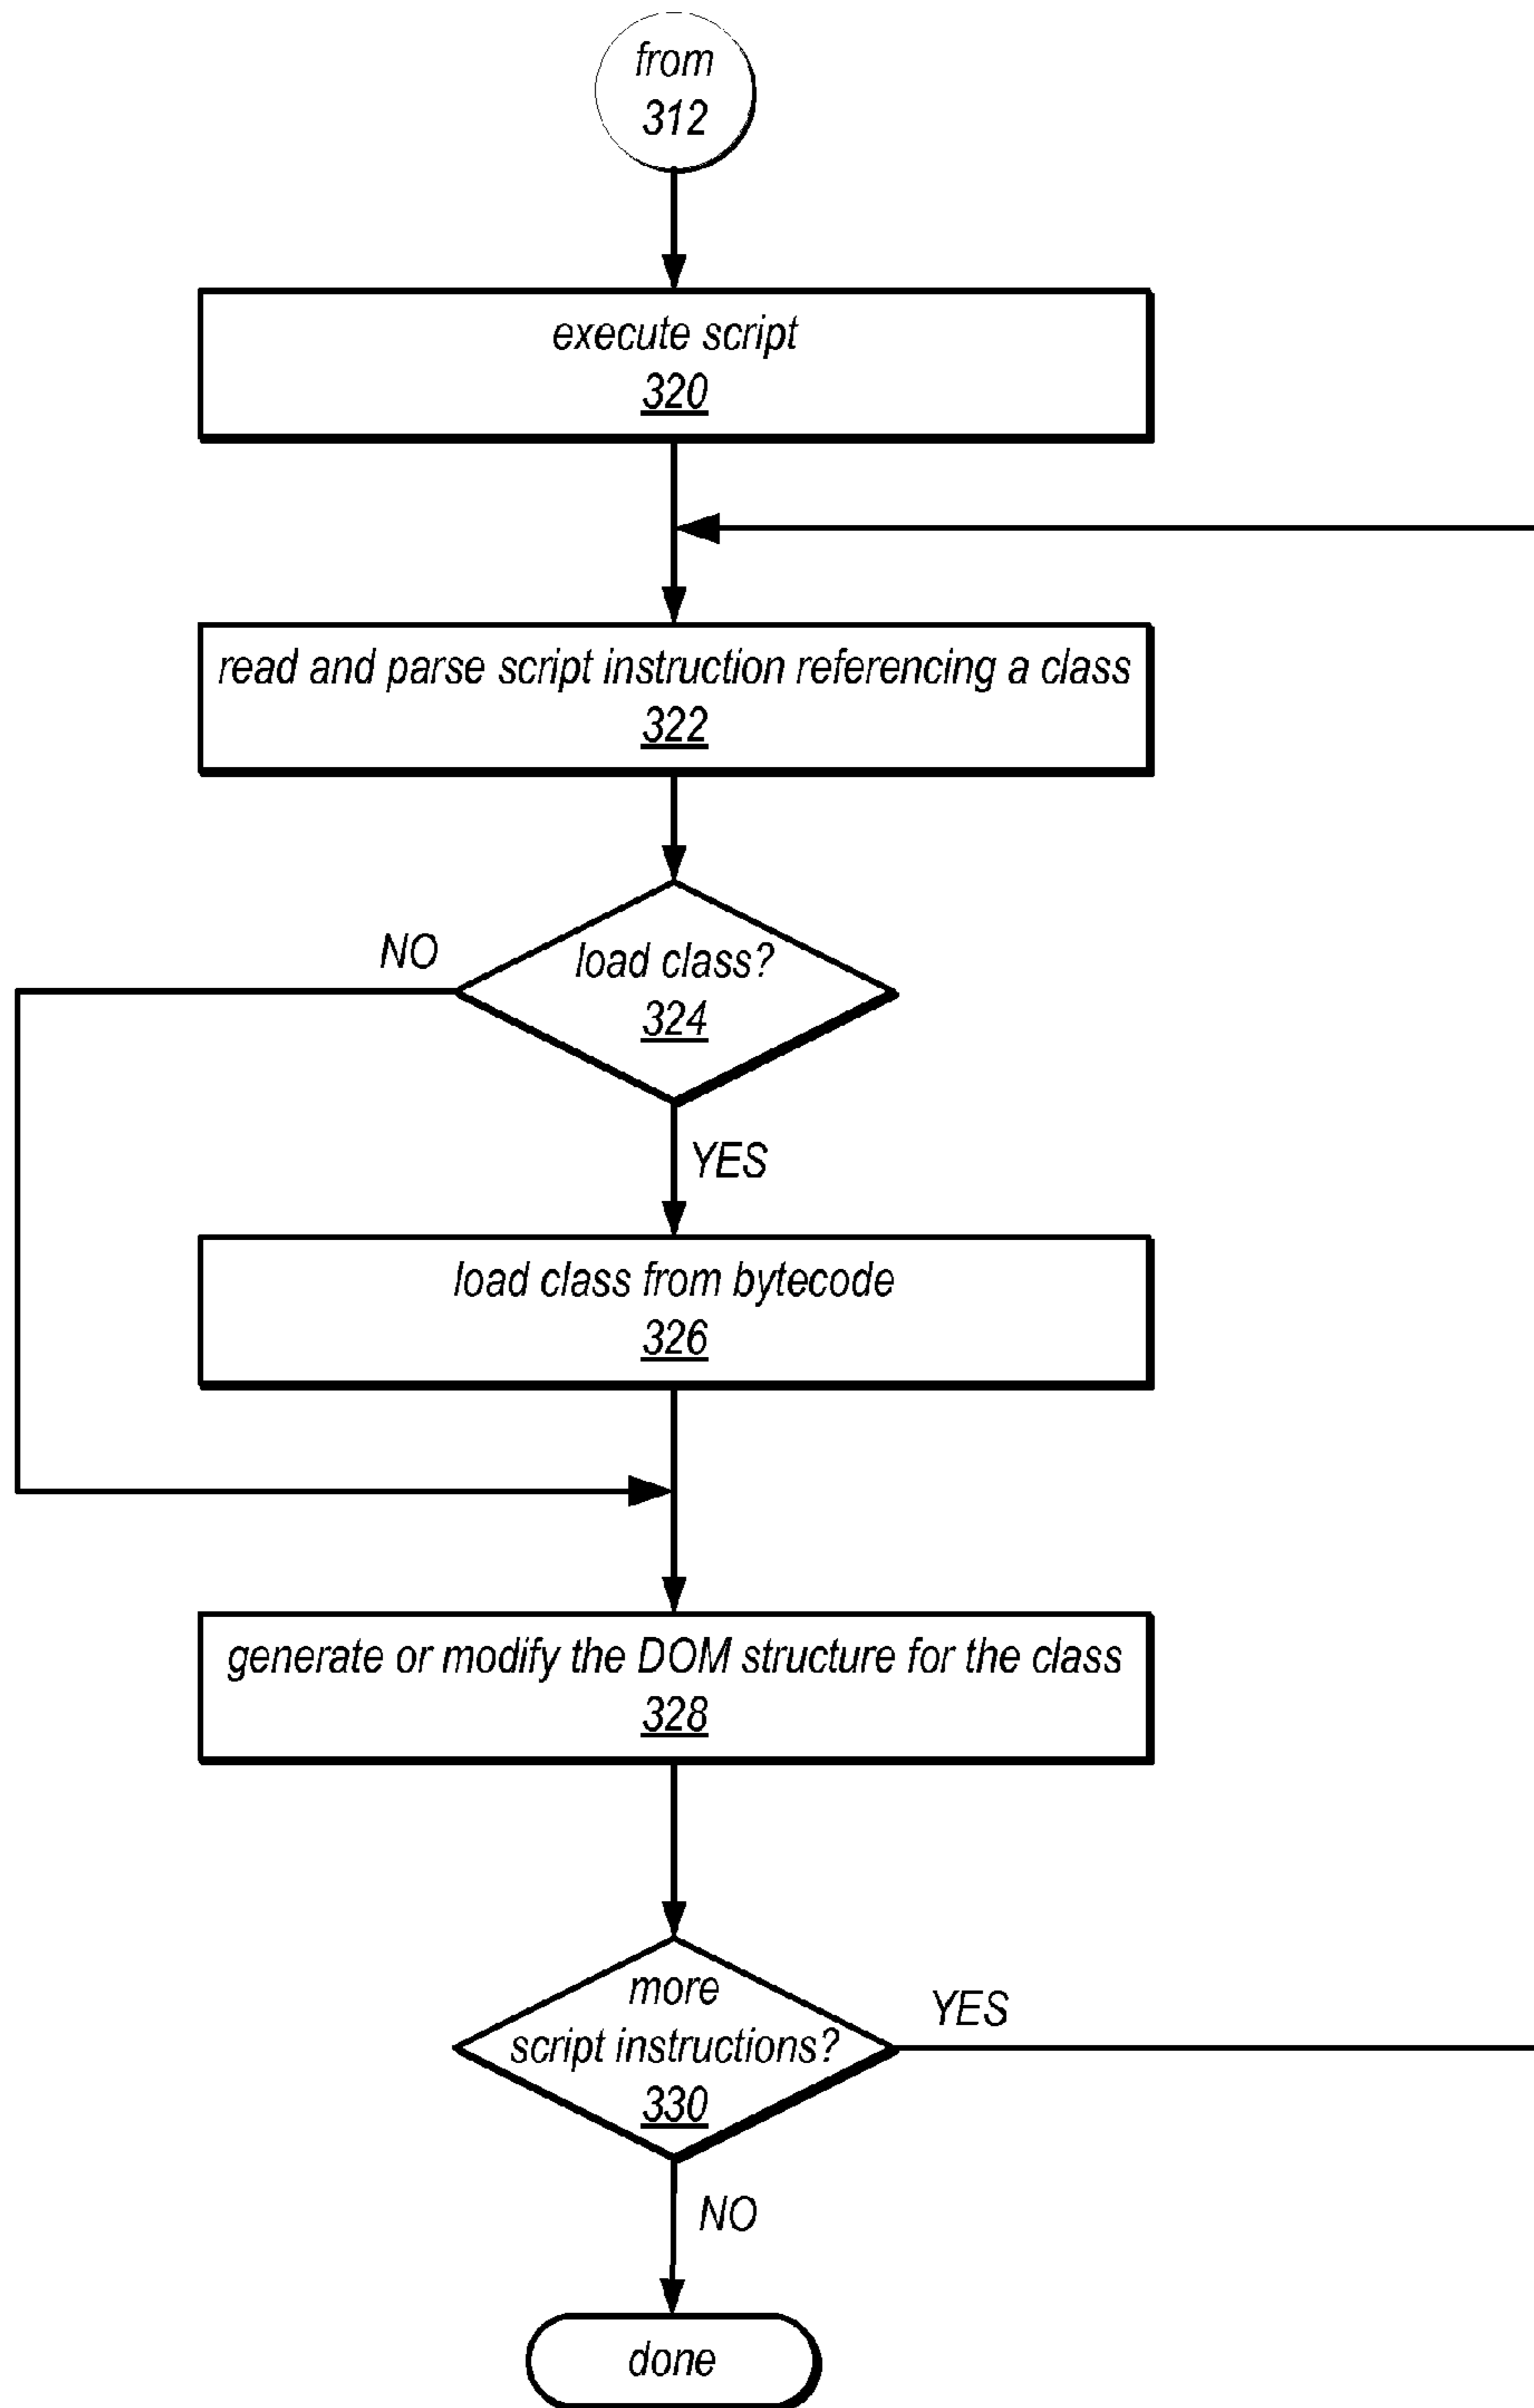 from
312
execute script
320
read and parse script instruction referencing a class
322
NO
load class?
324
YES
load class from bytecode
326
generate or modify the DOM structure for the class
328
more
script instructions?
330
YES
NO
done